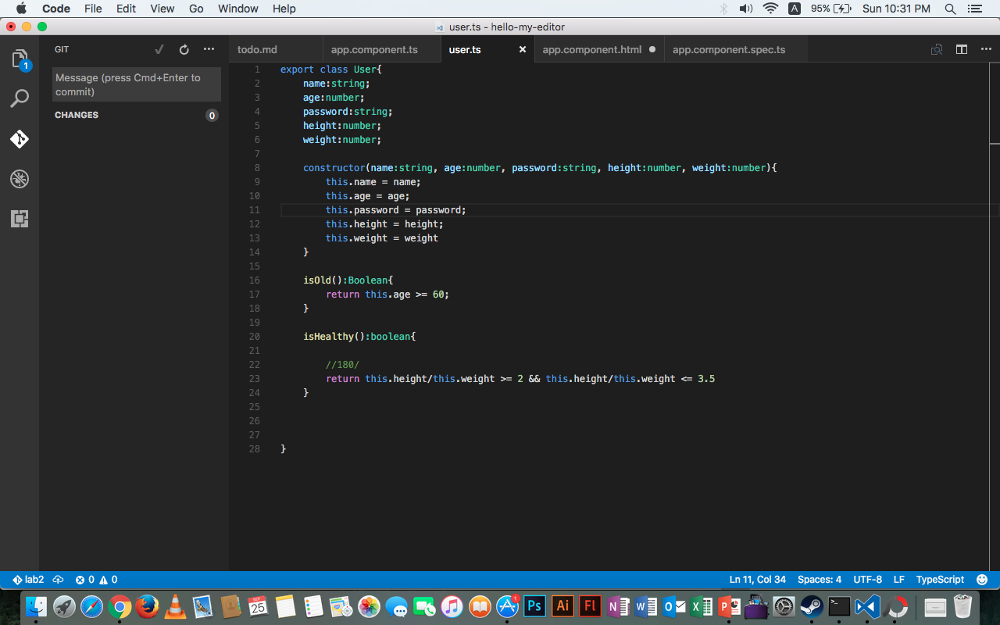 Code File Edit View Go Window Help
A 95% Sun 10:31 PM
user.ts - hello-my-editor
GIT
1
Message (press Cmd+Enter to
commit)
CHANGES 0
todo.md app.component.ts user.ts app.component.html app.component.spec.ts
1 export class User{
2     name:string;
3     age:number;
4     password:string;
5     height:number;
6     weight:number;
7
8     constructor(name:string, age:number, password:string, height:number, weight:number){
9         this.name = name;
10         this.age = age;
11         this.password = password;
12         this.height = height;
13         this.weight = weight
14     }
15
16     isOld():Boolean{
17         return this.age >= 60;
18     }
19
20     isHealthy():boolean{
21
22         //180/
23         return this.height/this.weight >= 2 && this.height/this.weight <= 3.5
24     }
25
26
27
28 }
lab2 0 0
Ln 11, Col 34 Spaces: 4 UTF-8 LF TypeScript
SEP
25
1
Ps Ai Fl N W O X P
>_